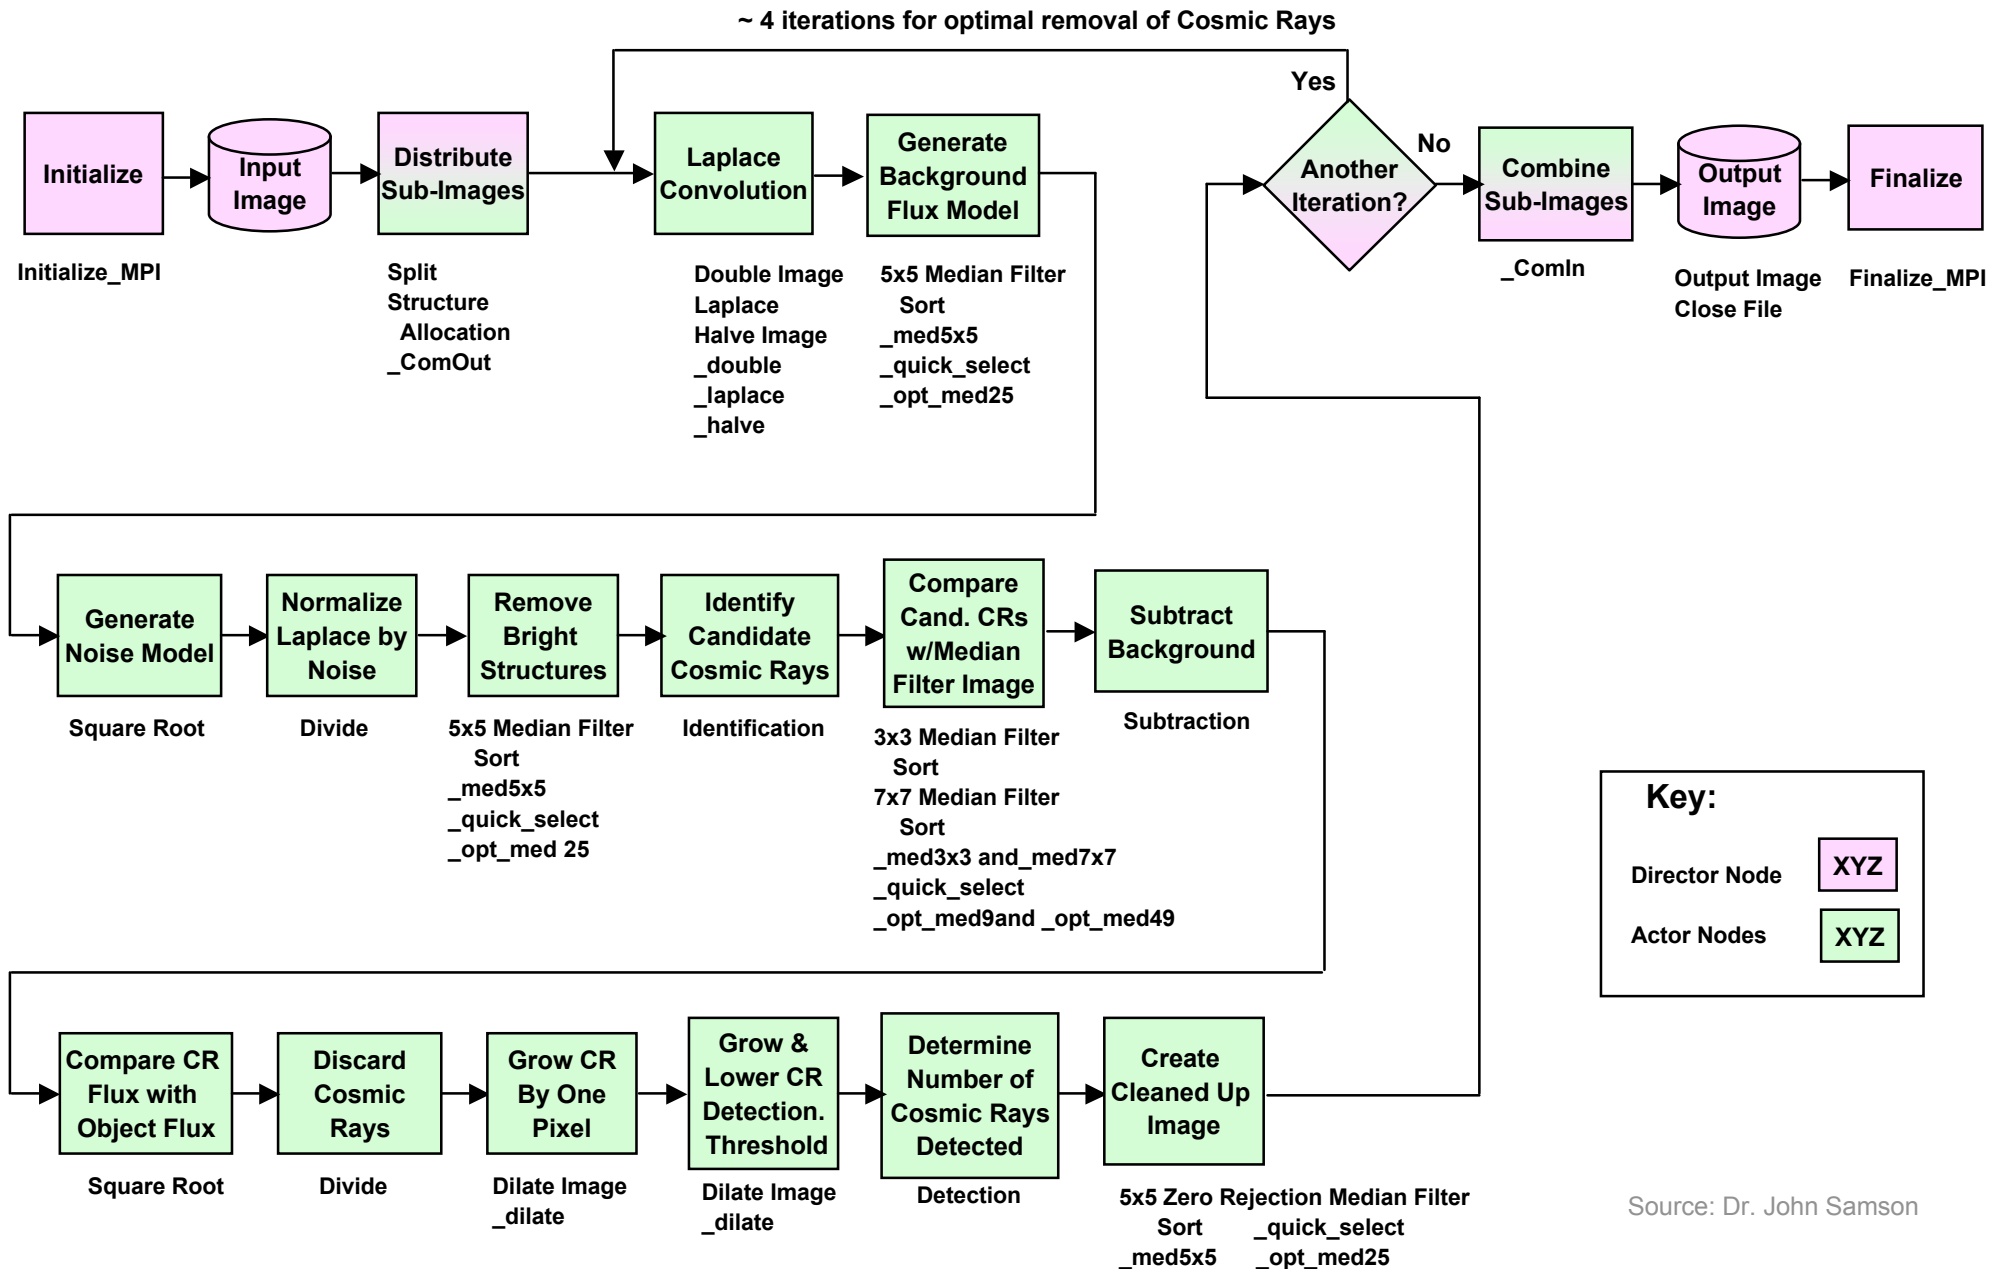 ~ 4 iterations for optimal removal of Cosmic Rays
Yes
No
Initialize
Initialize_MPI
Input
Image
Distribute
Sub-Images
Split
Structure
Allocation
_ComOut
Laplace
Convolution
Double Image
Laplace
Halve Image
_double
_laplace
_halve
Generate
Background
Flux Model
5x5 Median Filter
Sort
_med5x5
_quick_select
_opt_med25
Another
Iteration?
Combine
Sub-Images
_ComIn
Output
Image
Output Image
Close File
Finalize
Finalize_MPI
Generate
Noise Model
Square Root
Normalize
Laplace by
Noise
Divide
Remove
Bright
Structures
5x5 Median Filter
Sort
_med5x5
_quick_select
_opt_med 25
Identify
Candidate
Cosmic Rays
Identification
Compare
Cand. CRs
w/Median
Filter Image
3x3 Median Filter
Sort
7x7 Median Filter
Sort
_med3x3 and_med7x7
_quick_select
_opt_med9and _opt_med49
Subtract
Background
Subtraction
Key:
Director Node
XYZ
Actor Nodes
XYZ
Compare CR
Flux with
Object Flux
Square Root
Discard
Cosmic
Rays
Divide
Grow CR
By One
Pixel
Dilate Image
_dilate
Grow &
Lower CR
Detection.
Threshold
Dilate Image
_dilate
Determine
Number of
Cosmic Rays
Detected
Detection
Create
Cleaned Up
Image
5x5 Zero Rejection Median Filter
Sort _quick_select
_med5x5 _opt_med25
Source: Dr. John Samson